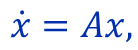 ẋ = Ax,